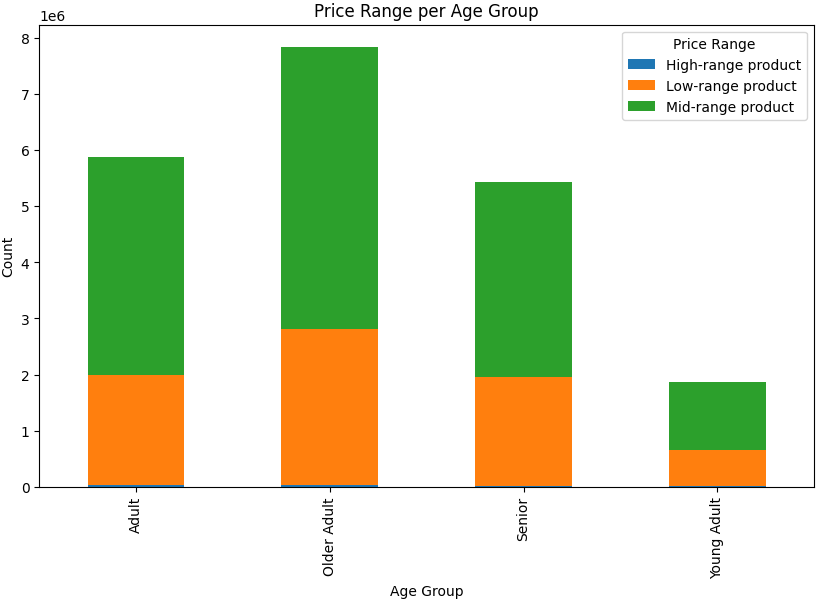 Price Range per Age Group
1e6
8
7
6
5
4
3
2
1
0
Count
Price Range
High-range product
Low-range product
Mid-range product
Adult
Older Adult
Senior
Young Adult
Age Group